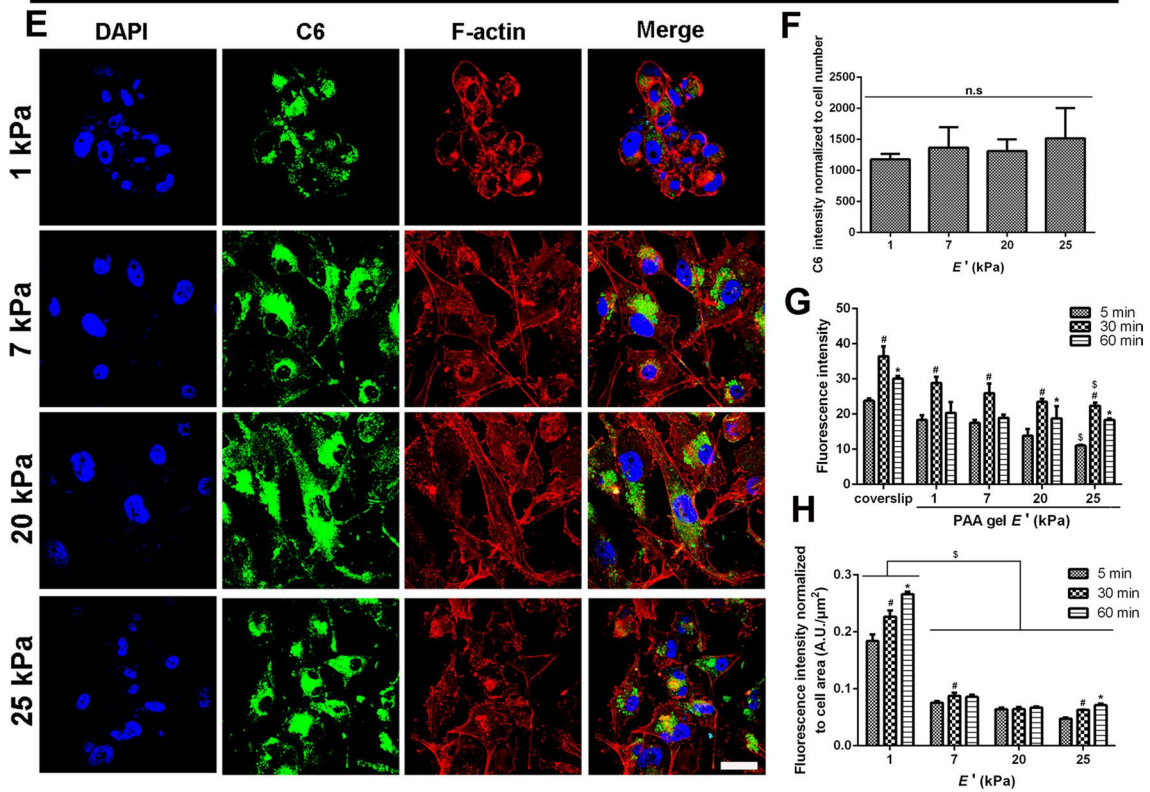 E
DAPI C6 F-actin Merge
1 kPa
7 kPa
20 kPa
25 kPa
F
C6 intensity normalized to cell number
2500
2000
1500
1000
500
0
n.s
1 7 20 25
E' (kPa)
G
Fluorescence intensity
50
40
30
20
10
0
5 min
30 min
60 min
# * # # # * $ $ # *
coverslip 1 7 20 25
PAA gel E' (kPa)
H
Fluorescence intensity normalized
to cell area (A.U./μm²)
0.3
0.2
0.1
0.0
$
5 min
30 min
60 min
# * # # *
1 7 20 25
E' (kPa)